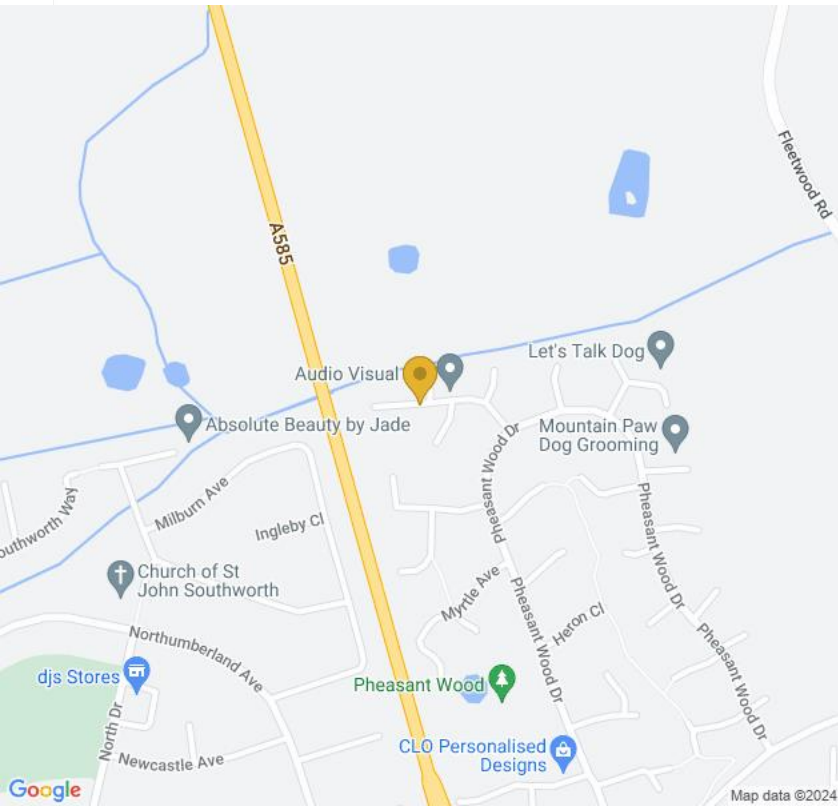 Fleetwood Rd
A585
Let's Talk Dog
Audio Visual
Absolute Beauty by Jade
Mountain Paw
Dog Grooming
Pheasant Wood Dr
Milburn Ave
outhworth Way
Ingleby Cl
Pheasant Wood Dr
Church of St
John Southworth
Myrtle Ave
Pheasant Wood Dr
Heton Cl
Northumberland Ave
Pheasant Wood Dr
djs Stores
Pheasant Wood
North Dr
CLO Personalised
Designs
Newcastle Ave
Google
Map data ©2024